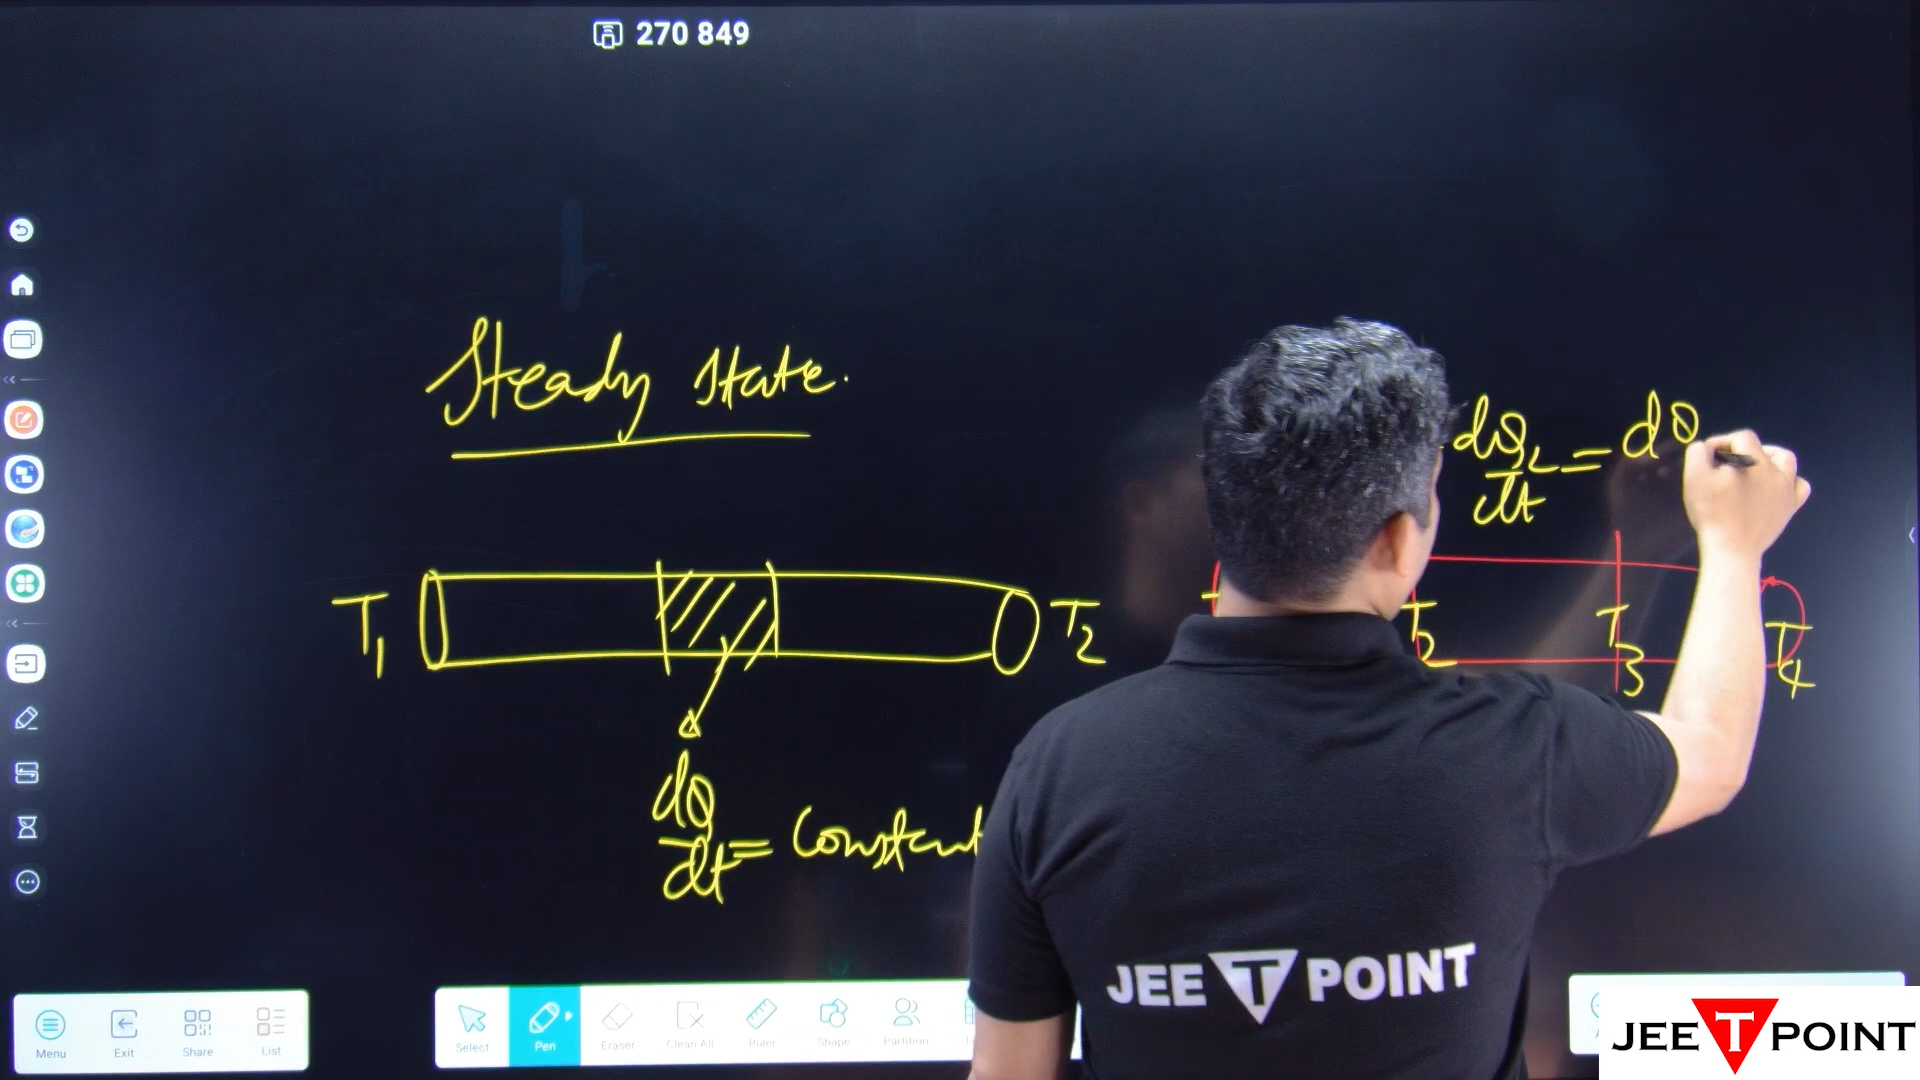 270 849
Steady state.
dQ2/dt = dQ
T1
T2
T2
T3
T4
dQ/dt = Constant
JEE T POINT
Menu
Exit
Share
List
Select
Pen
Eraser
Clean All
Ruler
Shape
Partition
JEE T POINT